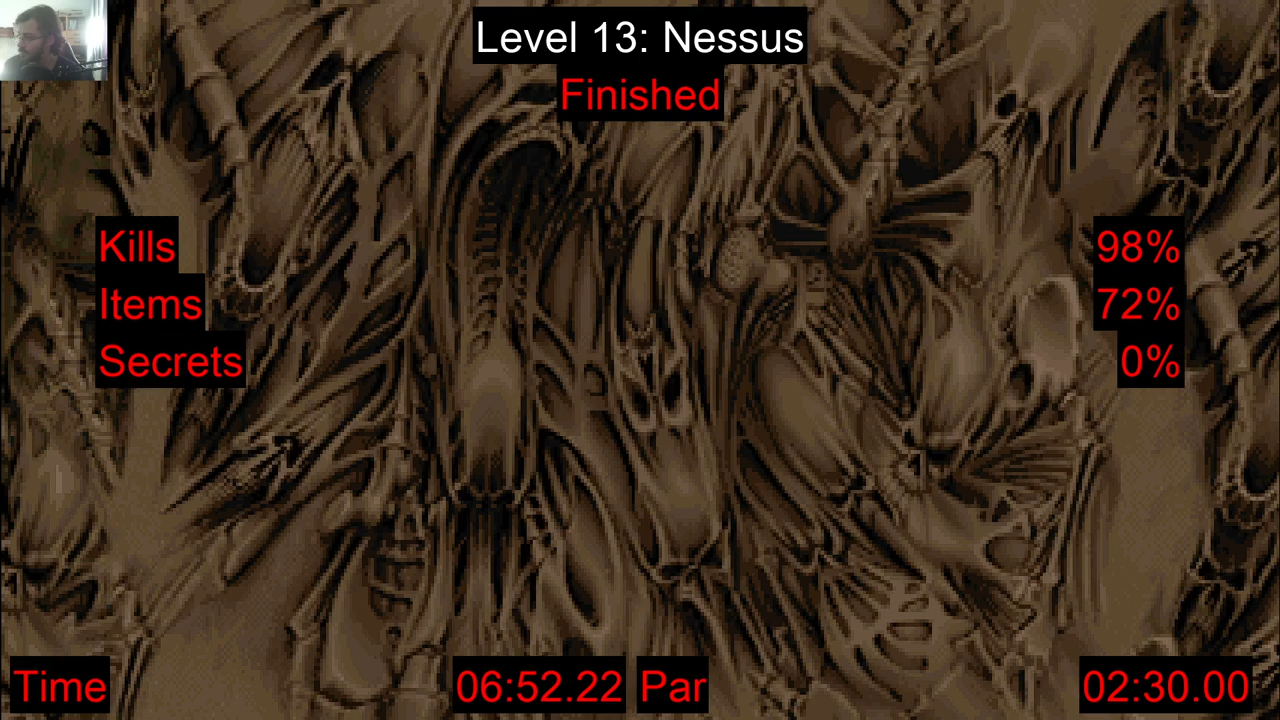 Level 13: Nessus
Finished
Kills 98%
Items 72%
Secrets 0%
Time 06:52.22 Par 02:30.00